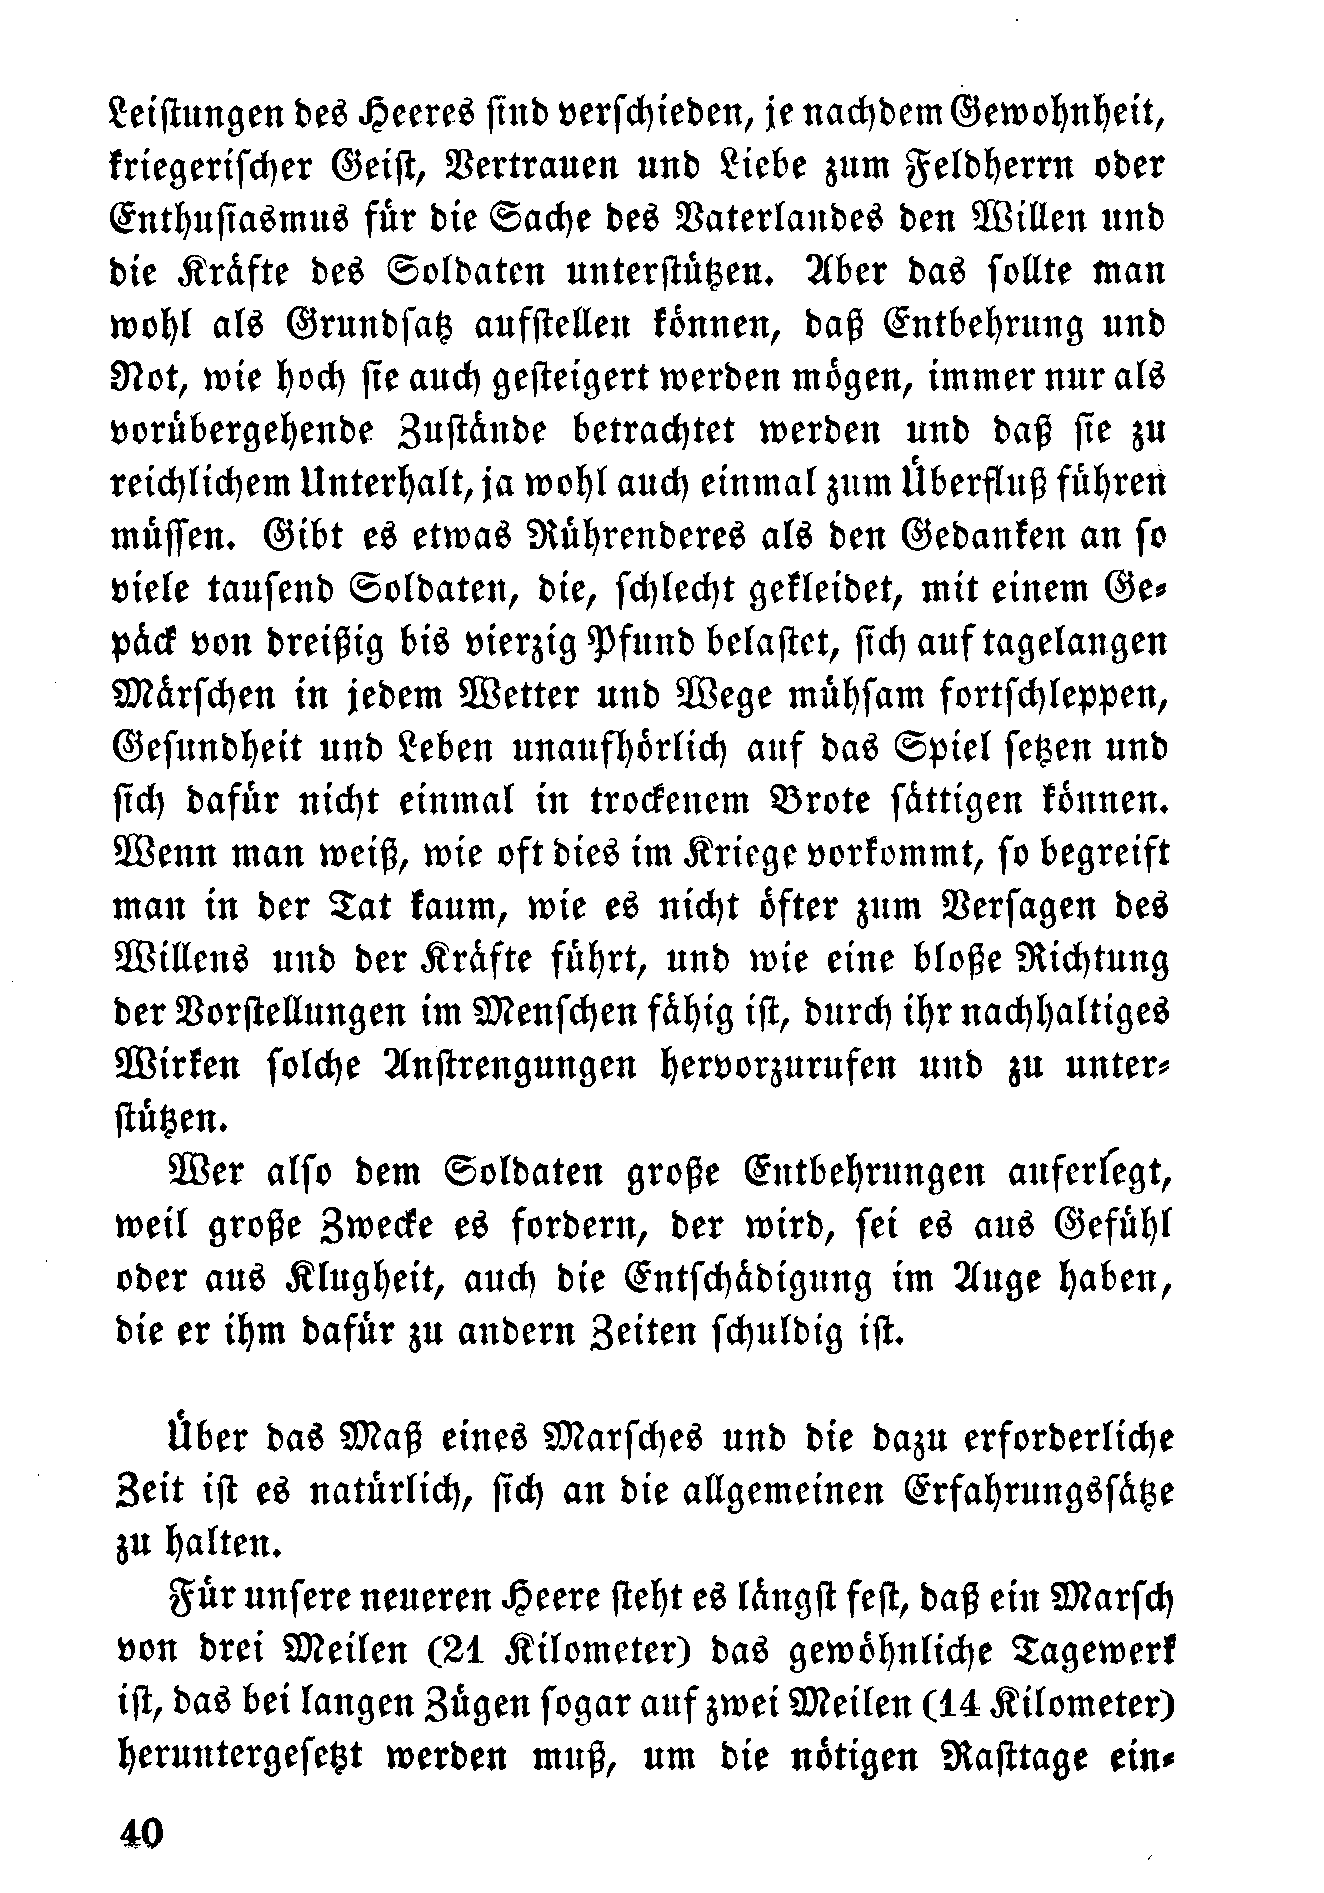 Leistungen des Heeres sind verschieden, je nachdem Gewohnheit,
kriegerischer Geist, Vertrauen und Liebe zum Feldherrn oder
Enthusiasmus für die Sache des Vaterlandes den Willen und
die Kräfte des Soldaten unterstützen. Aber das sollte man
wohl als Grundsatz aufstellen können, daß Entbehrung und
Not, wie hoch sie auch gesteigert werden mögen, immer nur als
vorübergehende Zustände betrachtet werden und daß sie zu
reichlichem Unterhalt, ja wohl auch einmal zum Überfluß führen
müssen. Gibt es etwas Rührenderes als den Gedanken an so
viele tausend Soldaten, die, schlecht gekleidet, mit einem Ge-
päck von dreißig bis vierzig Pfund belastet, sich auf tagelangen
Märschen in jedem Wetter und Wege mühsam fortschleppen,
Gesundheit und Leben unaufhörlich auf das Spiel setzen und
sich dafür nicht einmal in trockenem Brote sättigen können.
Wenn man weiß, wie oft dies im Kriege vorkommt, so begreift
man in der Tat kaum, wie es nicht öfter zum Versagen des
Willens und der Kräfte führt, und wie eine bloße Richtung
der Vorstellungen im Menschen fähig ist, durch ihr nachhaltiges
Wirken solche Anstrengungen hervorzurufen und zu unter-
stützen.
Wer also dem Soldaten große Entbehrungen auferlegt,
weil große Zwecke es fordern, der wird, sei es aus Gefühl
oder aus Klugheit, auch die Entschädigung im Auge haben,
die er ihm dafür zu andern Zeiten schuldig ist.
Über das Maß eines Marsches und die dazu erforderliche
Zeit ist es natürlich, sich an die allgemeinen Erfahrungssätze
zu halten.
Für unsere neueren Heere steht es längst fest, daß ein Marsch
von drei Meilen (21 Kilometer) das gewöhnliche Tagewerk
ist, das bei langen Zügen sogar auf zwei Meilen (14 Kilometer)
heruntergesetzt werden muß, um die nötigen Rasttage ein-
40